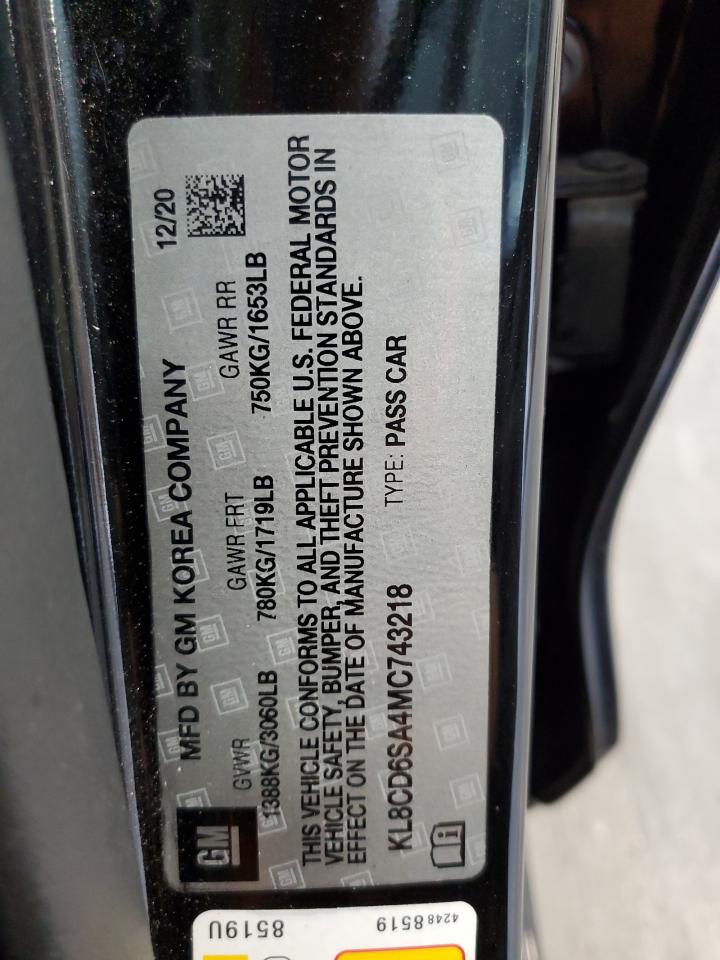 MFD BY GM KOREA COMPANY 12/20
GM
GVWR GAWR FRT GAWR RR
1388KG/3060LB 780KG/1719LB 750KG/1653LB
THIS VEHICLE CONFORMS TO ALL APPLICABLE U.S. FEDERAL MOTOR
VEHICLE SAFETY, BUMPER, AND THEFT PREVENTION STANDARDS IN
EFFECT ON THE DATE OF MANUFACTURE SHOWN ABOVE.
KL8CD6SA4MC743218 TYPE: PASS CAR
8519U
4248 8519